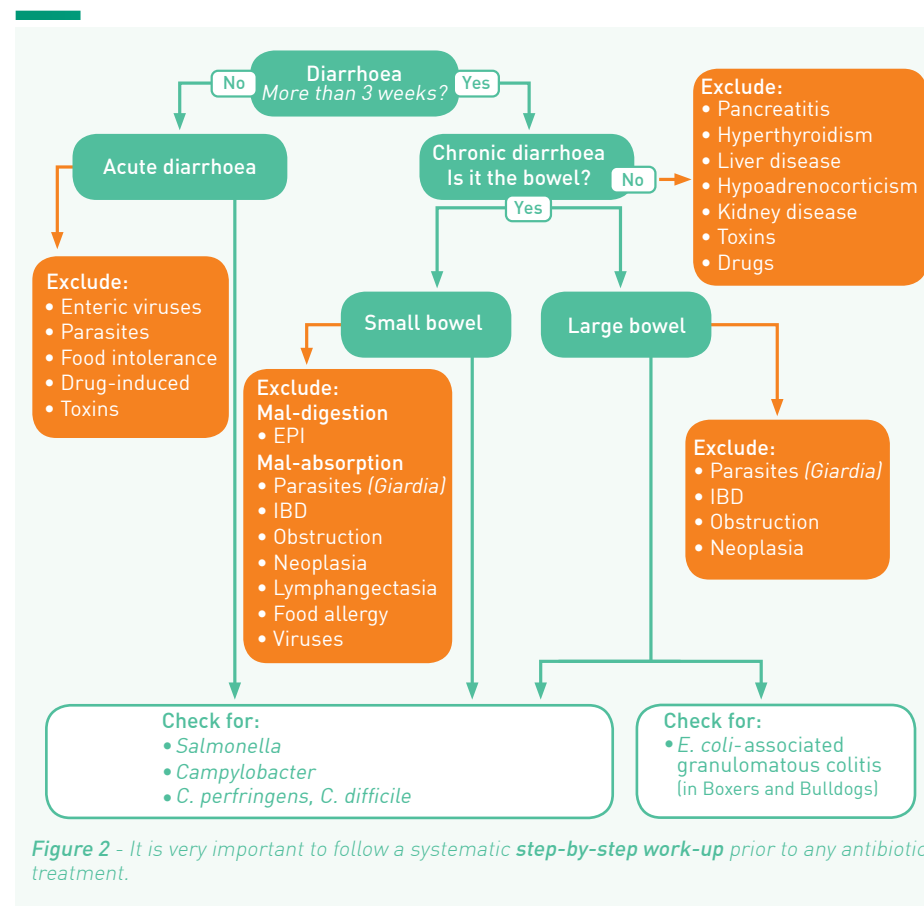 Diarrhoea
More than 3 weeks?
No
Yes
Acute diarrhoea
Chronic diarrhoea
Is it the bowel?
No
Yes
Exclude:
• Pancreatitis
• Hyperthyroidism
• Liver disease
• Hypoadrenocorticism
• Kidney disease
• Toxins
• Drugs
Exclude:
• Enteric viruses
• Parasites
• Food intolerance
• Drug-induced
• Toxins
Small bowel
Large bowel
Exclude:
Mal-digestion
• EPI
Mal-absorption
• Parasites (Giardia)
• IBD
• Obstruction
• Neoplasia
• Lymphangectasia
• Food allergy
• Viruses
Exclude:
• Parasites (Giardia)
• IBD
• Obstruction
• Neoplasia
Check for:
• Salmonella
• Campylobacter
• C. perfringens, C. difficile
Check for:
• E. coli-associated
granulomatous colitis
(in Boxers and Bulldogs)
Figure 2 - It is very important to follow a systematic step-by-step work-up prior to any antibiotic
treatment.